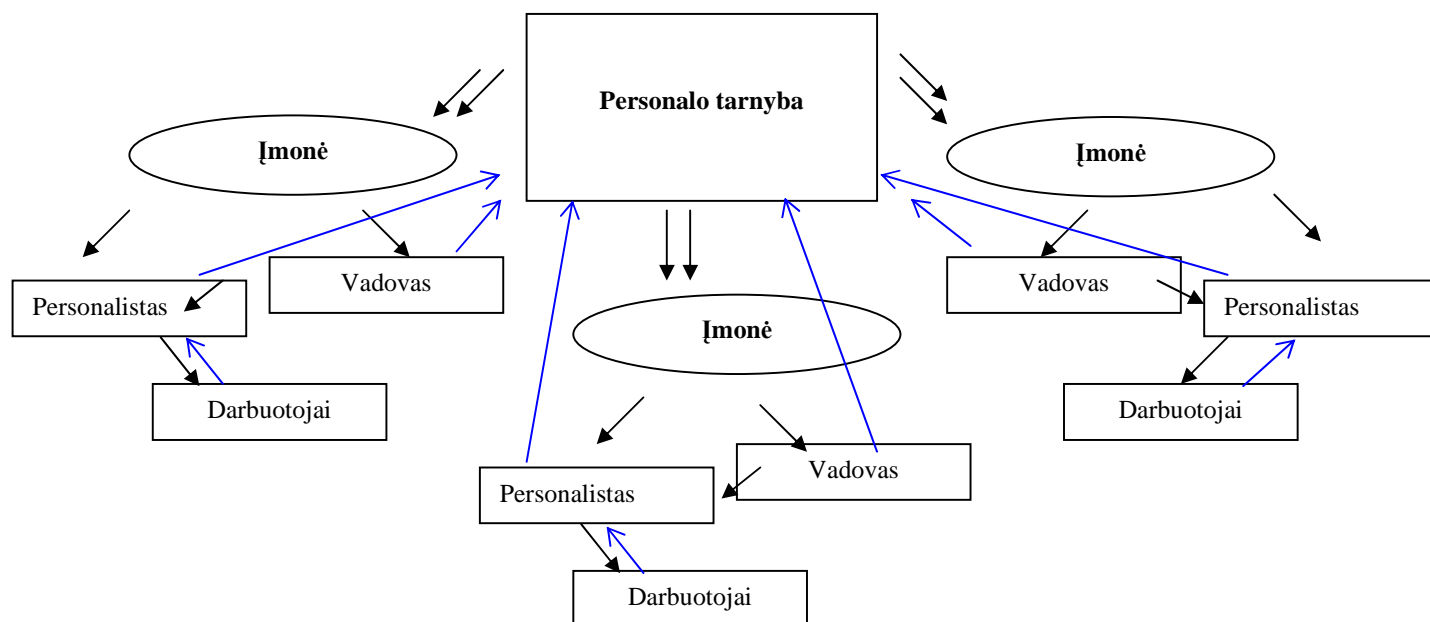 Personalo tarnyba
Įmonė
Įmonė
Vadovas
Personalistas
Vadovas
Personalistas
Įmonė
Darbuotojai
Darbuotojai
Vadovas
Personalistas
Darbuotojai